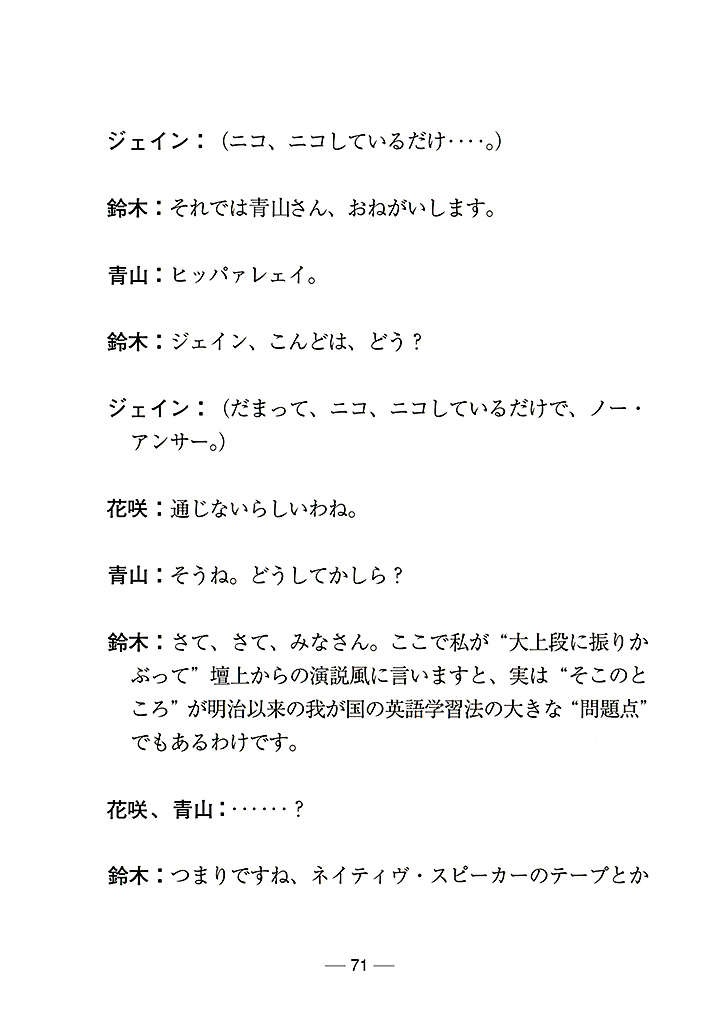 ジェイン：（ニコ、ニコしているだけ‥‥。）
鈴木：それでは青山さん、おねがいします。
青山：ヒッパァレェイ。
鈴木：ジェイン、こんどは、どう？
ジェイン：（だまって、ニコ、ニコしているだけで、ノー・
アンサー。）
花咲：通じないらしいわね。
青山：そうね。どうしてかしら？
鈴木：さて、さて、みなさん。ここで私が“大上段に振りか
ぶって”壇上からの演説風に言いますと、実は“そこのと
ころ”が明治以来の我が国の英語学習法の大きな“問題点”
でもあるわけです。
花咲、青山：‥‥‥？
鈴木：つまりですね、ネイティヴ・スピーカーのテープとか
― 71 ―